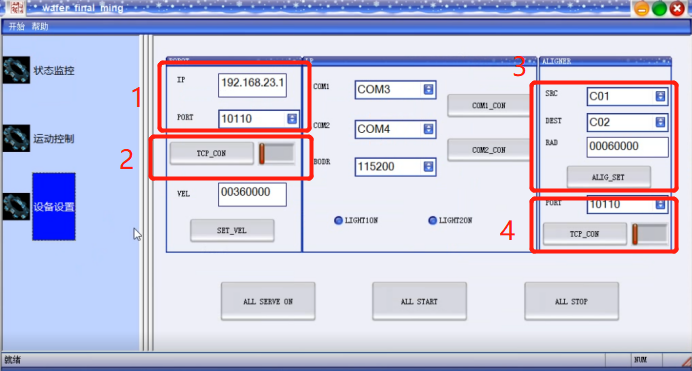 wafer final ming
开始 帮助
状态监控
运动控制
设备设置
1
2
3
4
ROBOT
IP
192.168.23.1
PORT
10110
TCP_CON
VEL
00360000
SET_VEL
COM1
COM3
COM1_CON
COM2
COM4
COM2_CON
BODR
115200
LIGHT1ON
LIGHT2ON
ALIGNER
SRC
C01
DEST
C02
RAD
00060000
ALIG_SET
PORT
10110
TCP_CON
ALL SERVE ON
ALL START
ALL STOP
就绪
NUM